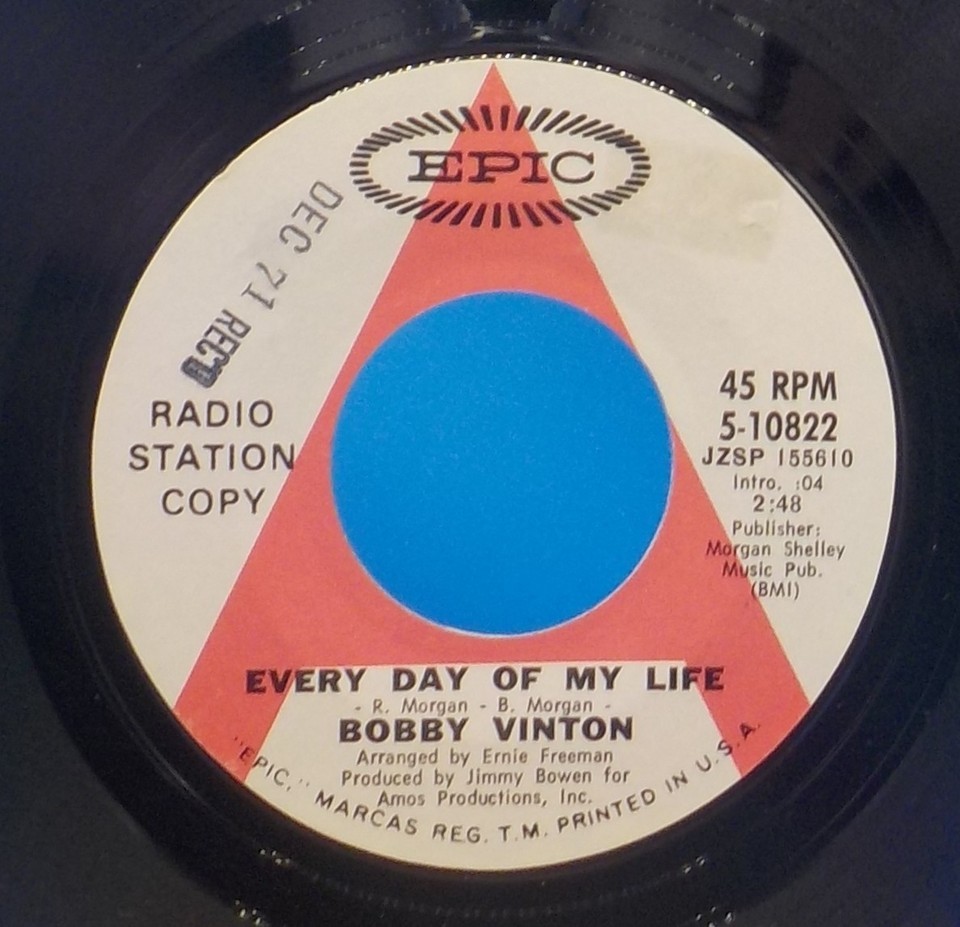 EPIC
DEC 71 REC'D
RADIO
STATION
COPY
45 RPM
5-10822
JZSP 155610
Intro. :04
2:48
Publisher:
Morgan Shelley
Music Pub.
(BMI)
EVERY DAY OF MY LIFE
- R. Morgan - B. Morgan -
BOBBY VINTON
Arranged by Ernie Freeman
Produced by Jimmy Bowen for
Amos Productions, Inc.
"EPIC," MARCAS REG. T.M. PRINTED IN U.S.A.